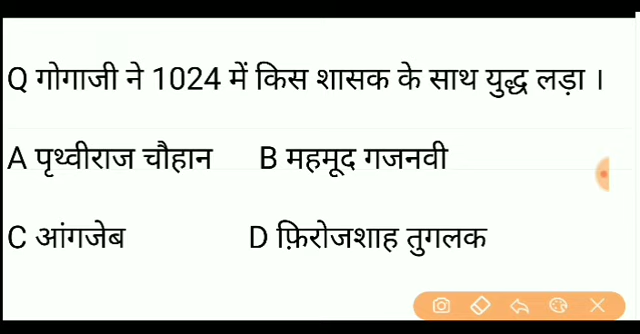 Q गोगाजी ने 1024 में किस शासक के साथ युद्ध लड़ा ।
A पृथ्वीराज चौहान B महमूद गजनवी
C आंगजेब D फ़िरोजशाह तुगलक